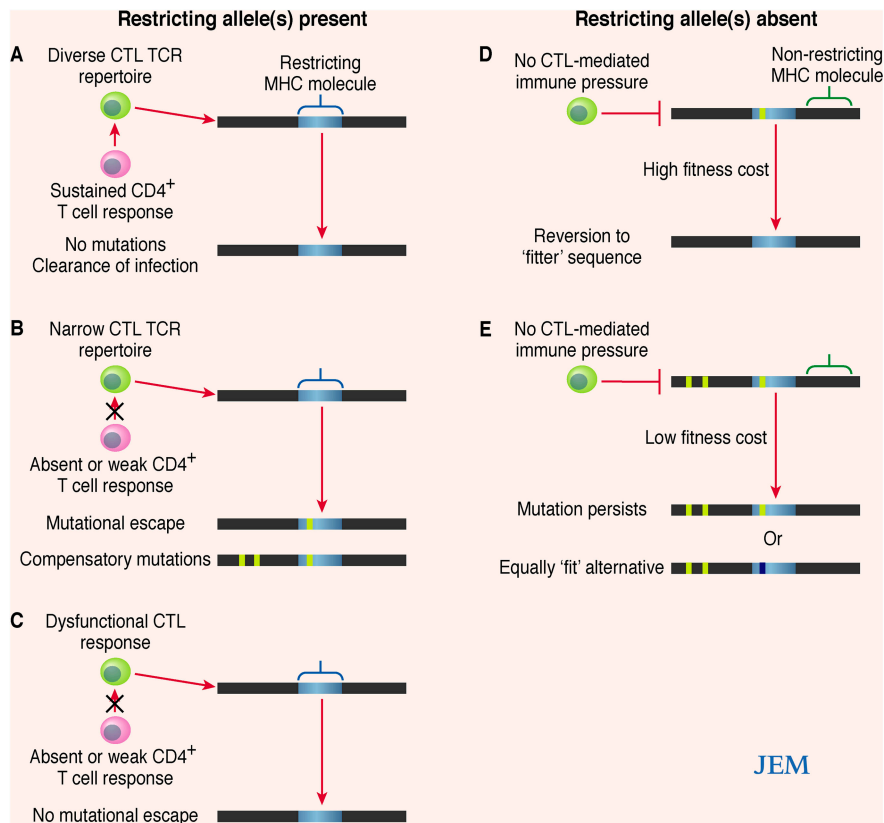 Restricting allele(s) present
A
Diverse CTL TCR
repertoire
Restricting
MHC molecule
Sustained CD4+
T cell response
No mutations
Clearance of infection
B
Narrow CTL TCR
repertoire
Absent or weak CD4+
T cell response
Mutational escape
Compensatory mutations
C
Dysfunctional CTL
response
Absent or weak CD4+
T cell response
No mutational escape
Restricting allele(s) absent
D
No CTL-mediated
immune pressure
Non-restricting
MHC molecule
High fitness cost
Reversion to
‘fitter’ sequence
E
No CTL-mediated
immune pressure
Low fitness cost
Mutation persists
Or
Equally ‘fit’ alternative
JEM